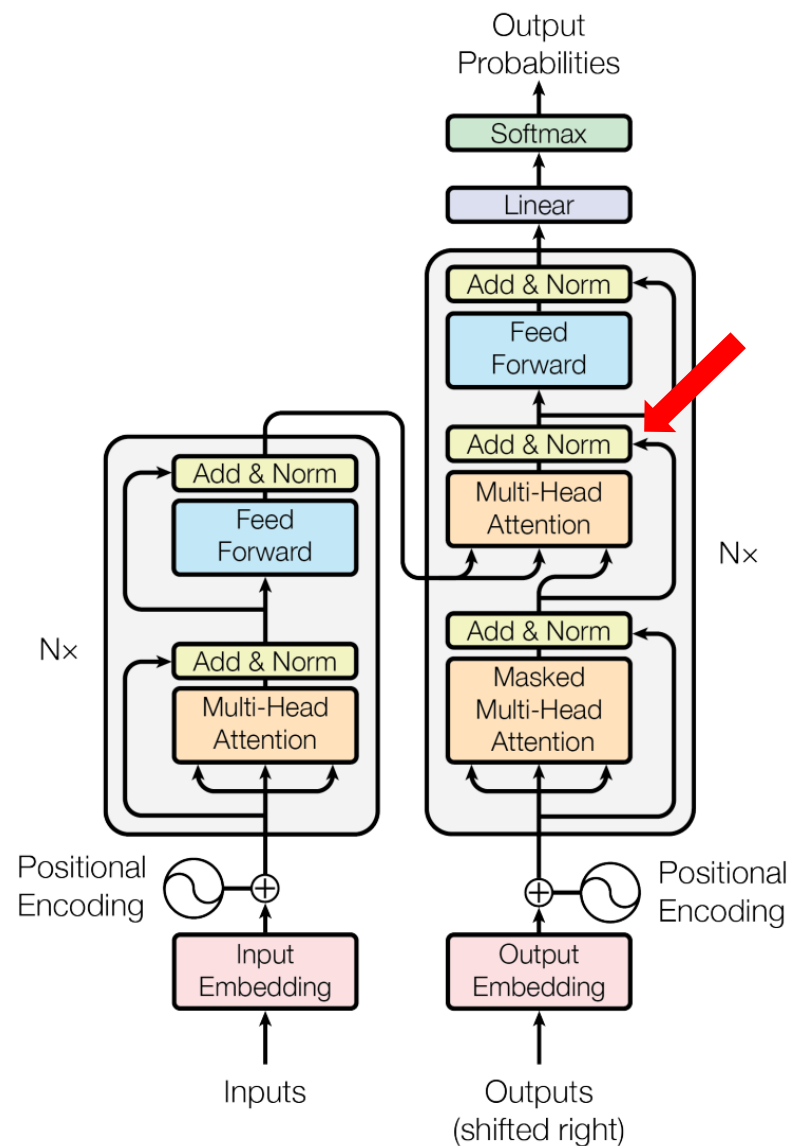 Output
Probabilities
Softmax
Linear
Add & Norm
Feed
Forward
Add & Norm
Multi-Head
Attention
Add & Norm
Masked
Multi-Head
Attention
N×
Add & Norm
Feed
Forward
Add & Norm
Multi-Head
Attention
N×
Positional
Encoding
Positional
Encoding
Input
Embedding
Output
Embedding
Inputs
Outputs
(shifted right)